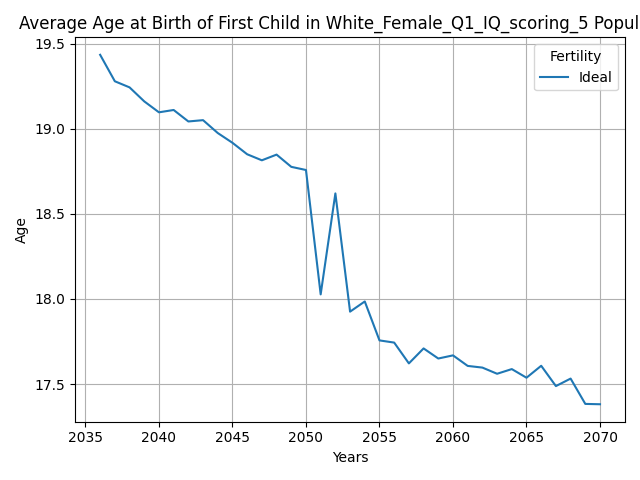 Average Age at Birth of First Child in White_Female_Q1_IQ_scoring_5 Popul
19.5
19.0
18.5
18.0
17.5
Age
Fertility
Ideal
2035 2040 2045 2050 2055 2060 2065 2070
Years